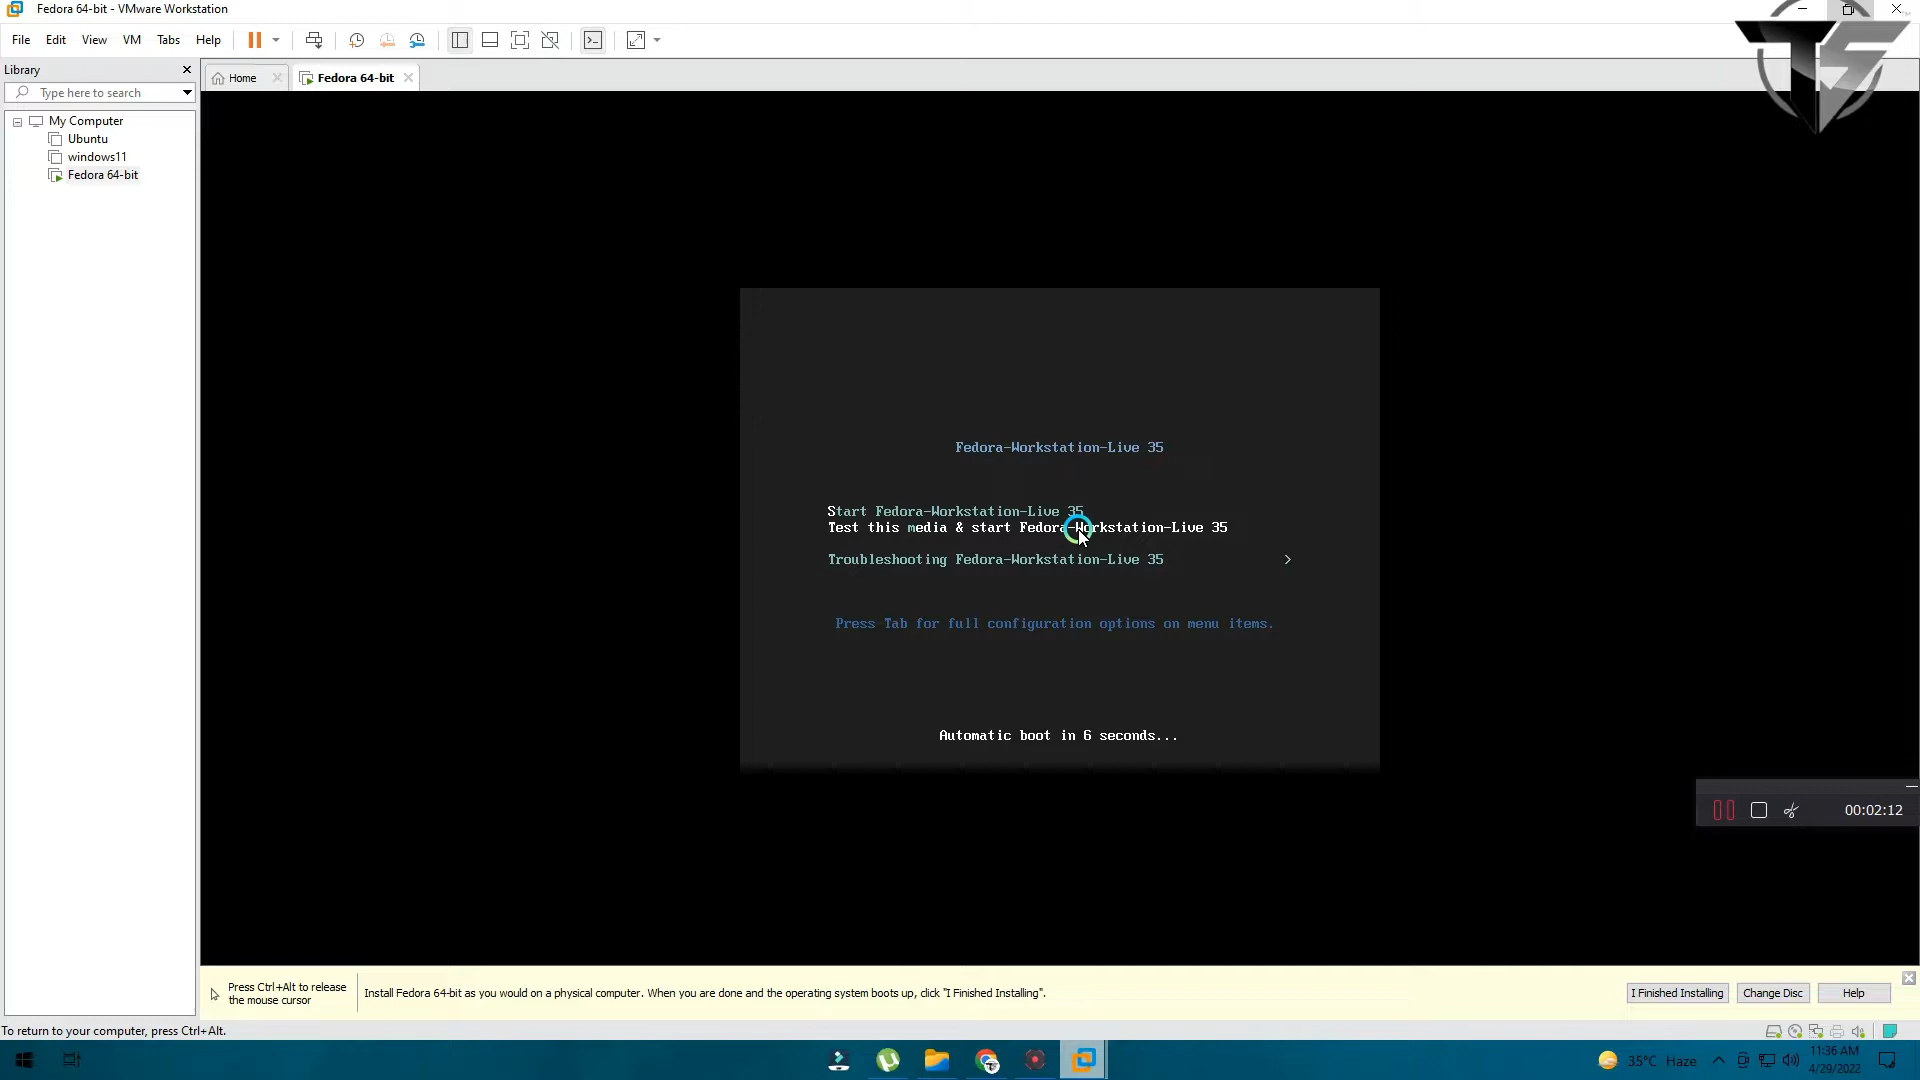 Fedora 64-bit - VMware Workstation
File Edit View VM Tabs Help
Library
Type here to search
My Computer
Ubuntu
windows11
Fedora 64-bit
Home
Fedora 64-bit
Fedora-Workstation-Live 35
Start Fedora-Workstation-Live 35
Test this media & start Fedora-Workstation-Live 35
Troubleshooting Fedora-Workstation-Live 35 >
Press Tab for full configuration options on menu items.
Automatic boot in 6 seconds...
00:02:12
Press Ctrl+Alt to release
the mouse cursor
Install Fedora 64-bit as you would on a physical computer. When you are done and the operating system boots up, click "I Finished Installing".
I Finished Installing Change Disc Help
To return to your computer, press Ctrl+Alt.
35°C Haze
11:36 AM
4/29/2022